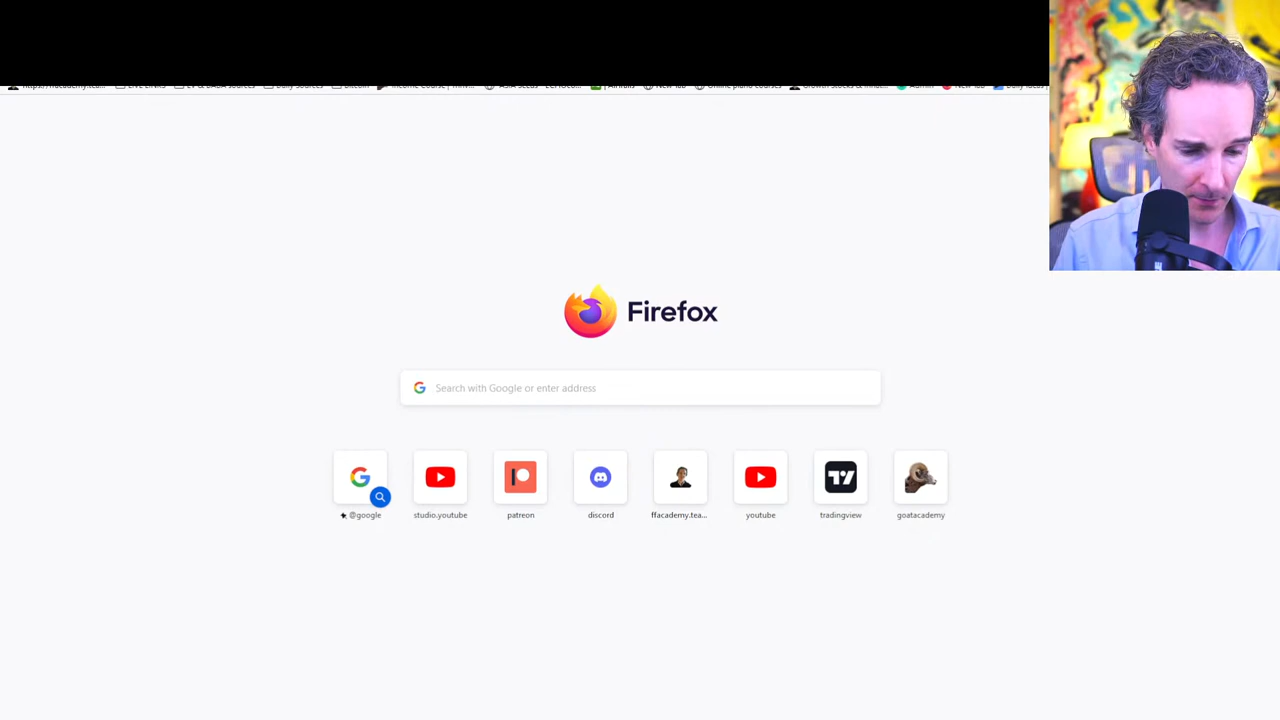 Firefox
Search with Google or enter address
@google
studio.youtube
patreon
discord
ffacademy.tea...
youtube
tradingview
goatacademy